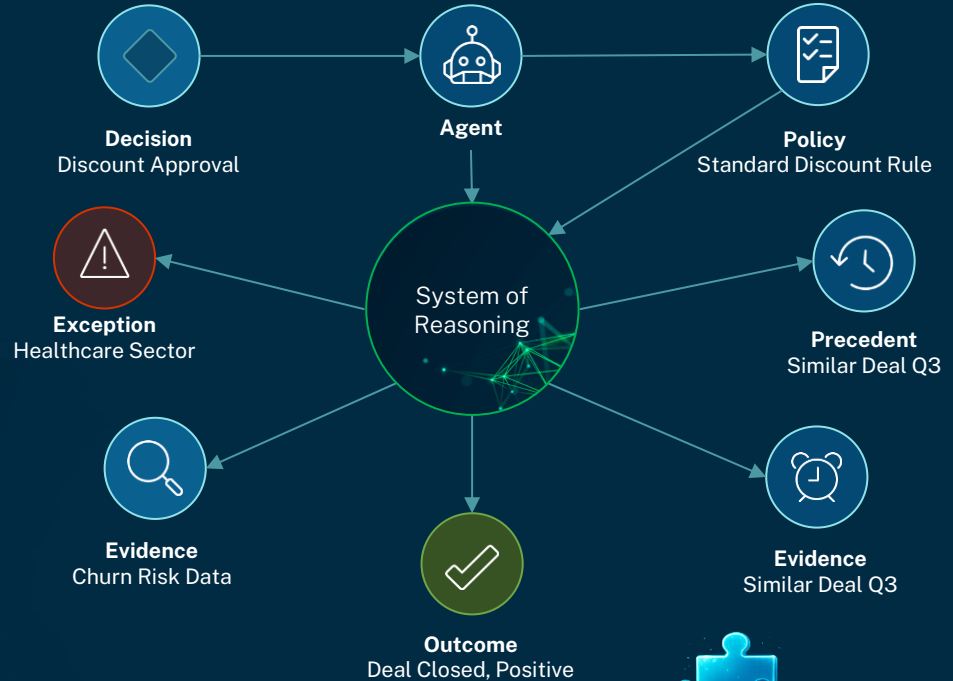 Decision
Discount Approval
Agent
Policy
Standard Discount Rule
System of
Reasoning
Exception
Healthcare Sector
Precedent
Similar Deal Q3
Evidence
Churn Risk Data
Evidence
Similar Deal Q3
Outcome
Deal Closed, Positive